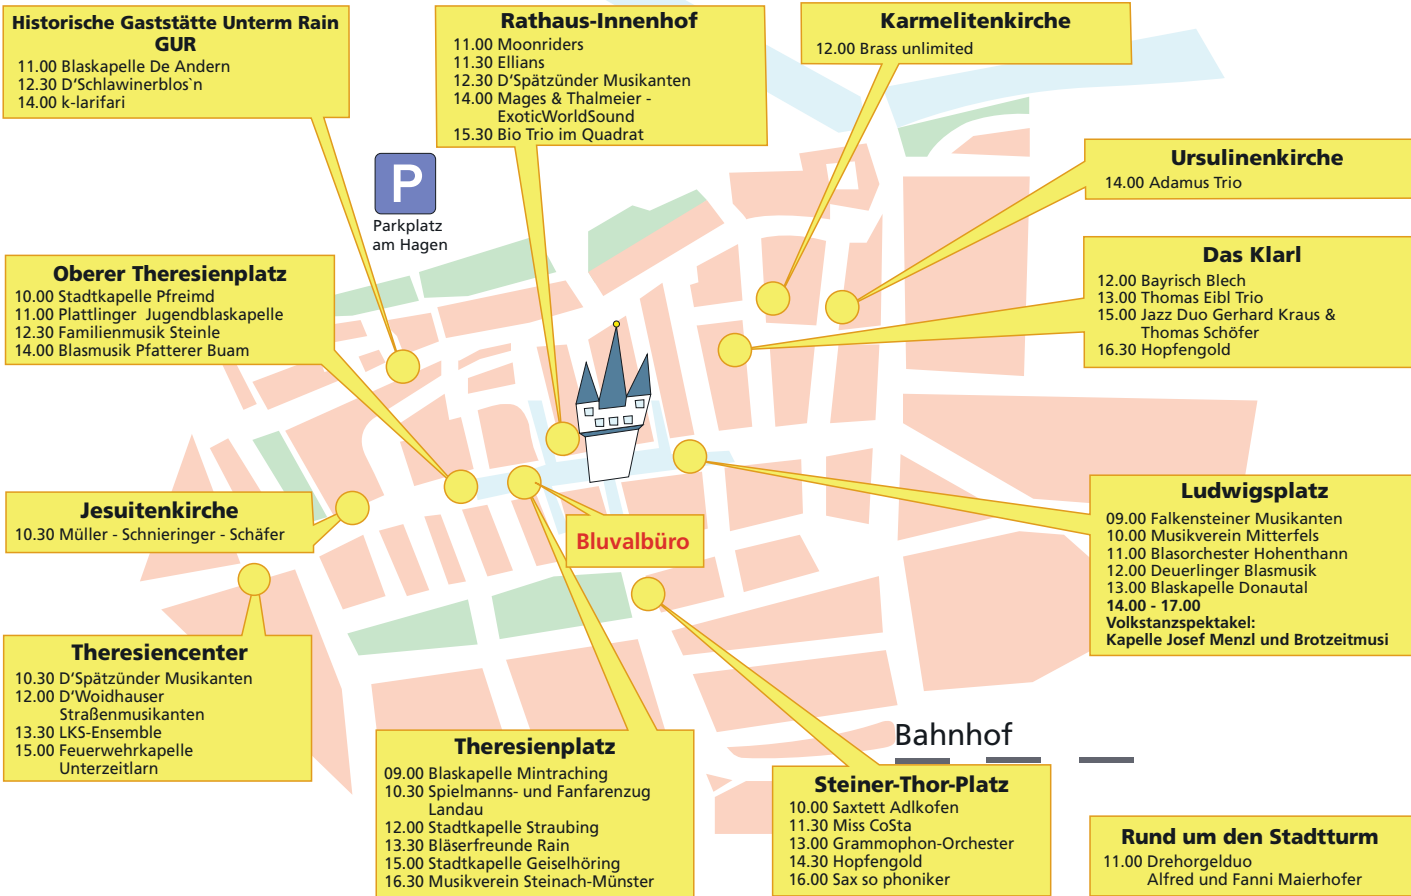 Historische Gaststätte Unterm Rain
GUR
11.00 Blaskapelle De Andern
12.30 D‘Schlawinerblos`n
14.00 k-larifari
Rathaus-Innenhof
11.00 Moonriders
11.30 Ellians
12.30 D‘Spätzünder Musikanten
14.00 Mages & Thalmeier -
ExoticWorldSound
15.30 Bio Trio im Quadrat
Karmelitenkirche
12.00 Brass unlimited
Ursulinenkirche
14.00 Adamus Trio
P
Parkplatz
am Hagen
Oberer Theresienplatz
10.00 Stadtkapelle Pfreimd
11.00 Plattlinger Jugendblaskapelle
12.30 Familienmusik Steinle
14.00 Blasmusik Pfatterer Buam
Das Klarl
12.00 Bayrisch Blech
13.00 Thomas Eibl Trio
15.00 Jazz Duo Gerhard Kraus &
Thomas Schöfer
16.30 Hopfengold
Jesuitenkirche
10.30 Müller - Schnieringer - Schäfer
Bluvalbüro
Ludwigsplatz
09.00 Falkensteiner Musikanten
10.00 Musikverein Mitterfels
11.00 Blasorchester Hohenthann
12.00 Deuerlinger Blasmusik
13.00 Blaskapelle Donautal
14.00 - 17.00
Volkstanzspektakel:
Kapelle Josef Menzl und Brotzeitmusi
Theresiencenter
10.30 D‘Spätzünder Musikanten
12.00 D‘Woidhauser
Straßenmusikanten
13.30 LKS-Ensemble
15.00 Feuerwehrkapelle
Unterzeitlarn
Theresienplatz
09.00 Blaskapelle Mintraching
10.30 Spielmanns- und Fanfarenzug
Landau
12.00 Stadtkapelle Straubing
13.30 Bläserfreunde Rain
15.00 Stadtkapelle Geiselhöring
16.30 Musikverein Steinach-Münster
Bahnhof
Steiner-Thor-Platz
10.00 Saxtett Adlkofen
11.30 Miss CoSta
13.00 Grammophon-Orchester
14.30 Hopfengold
16.00 Sax so phoniker
Rund um den Stadtturm
11.00 Drehorgelduo
Alfred und Fanni Maierhofer